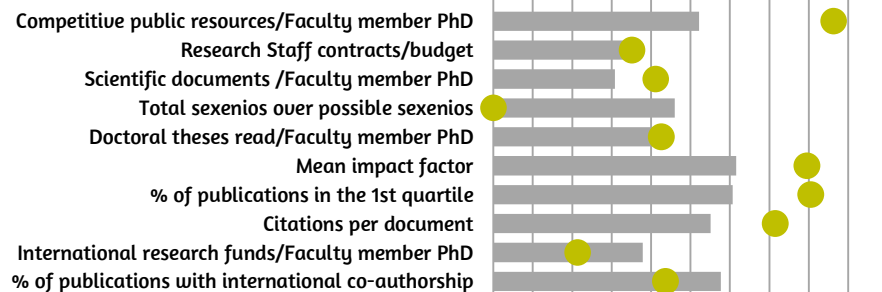 Competitive public resources/Faculty member PhD
Research Staff contracts/budget
Scientific documents /Faculty member PhD
Total sexenios over possible sexenios
Doctoral theses read/Faculty member PhD
Mean impact factor
% of publications in the 1st quartile
Citations per document
International research funds/Faculty member PhD
% of publications with international co-authorship